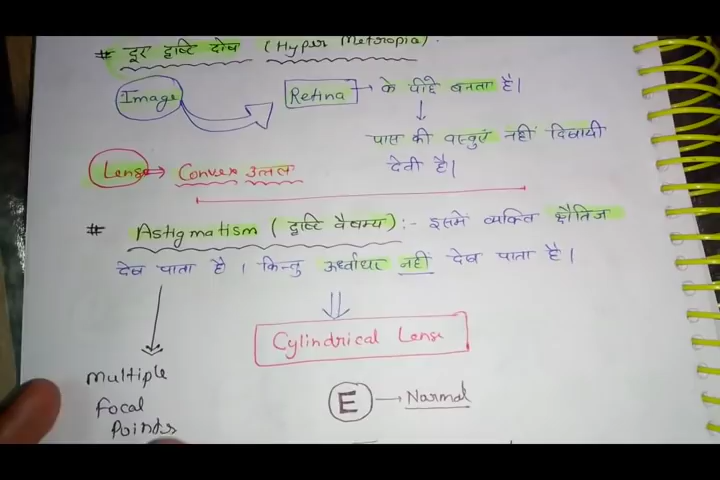 # दूर दृष्टि दोष (Hyper Metropia).
Image Retina → के पीछे बनता है।
पास की वस्तुएं नहीं दिखायी
देती है।
Lens Convex उत्तल
# Astigmatism (दृष्टि वैषम्य) :- इसमें व्यक्ति क्षैतिज
देख पाता है। किन्तु ऊर्ध्वाधर नहीं देख पाता है।
Cylindrical Lens
Multiple
Focal
Points
E → Normal